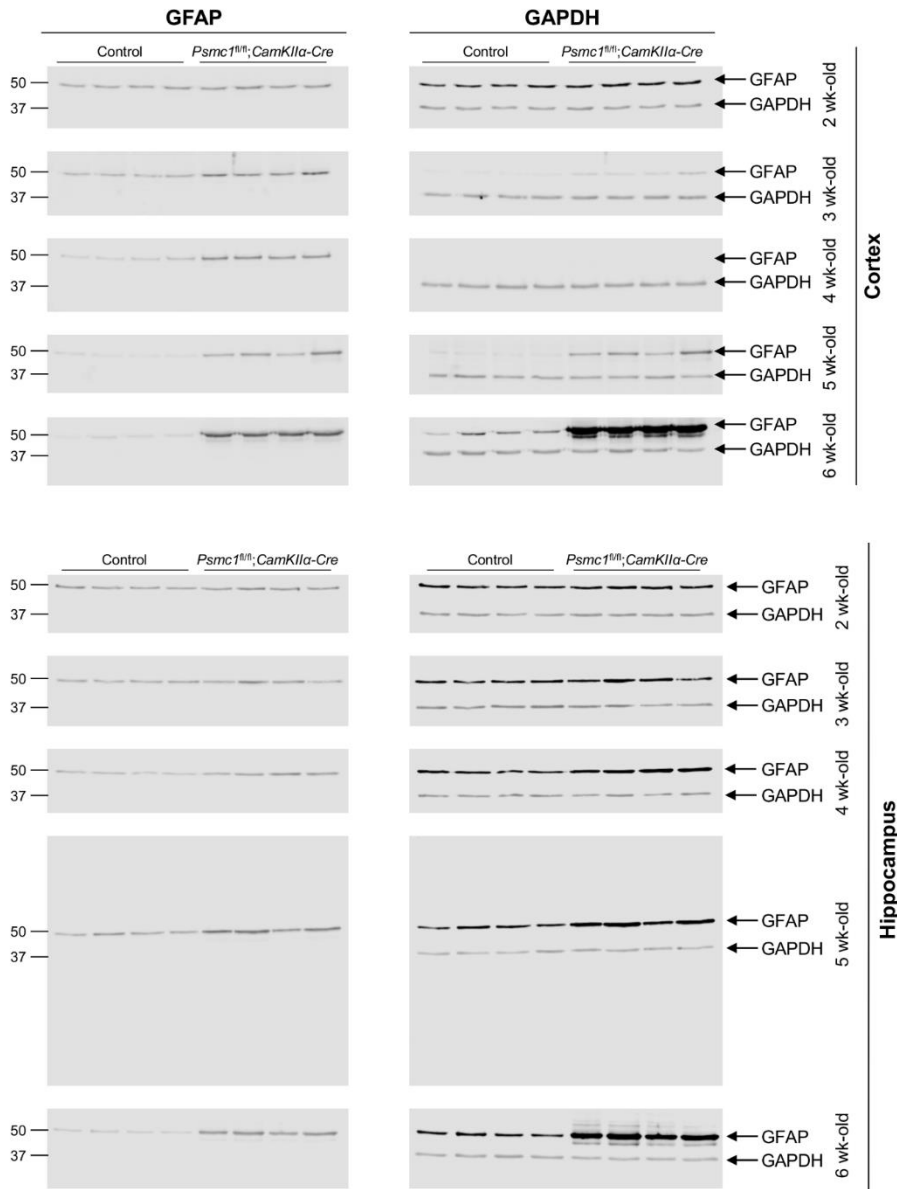 GFAP GAPDH
Control Psmc1fl/fl;CamKIIα-Cre Control Psmc1fl/fl;CamKIIα-Cre
50 GFAP
37 GAPDH
2 wk-old
50 GFAP
37 GAPDH
3 wk-old
50 GFAP
37 GAPDH
4 wk-old
50 GFAP
37 GAPDH
5 wk-old
50 GFAP
37 GAPDH
6 wk-old
Cortex
Control Psmc1fl/fl;CamKIIα-Cre Control Psmc1fl/fl;CamKIIα-Cre
50 GFAP
37 GAPDH
2 wk-old
50 GFAP
37 GAPDH
3 wk-old
50 GFAP
37 GAPDH
4 wk-old
50 GFAP
37 GAPDH
5 wk-old
50 GFAP
37 GAPDH
6 wk-old
Hippocampus